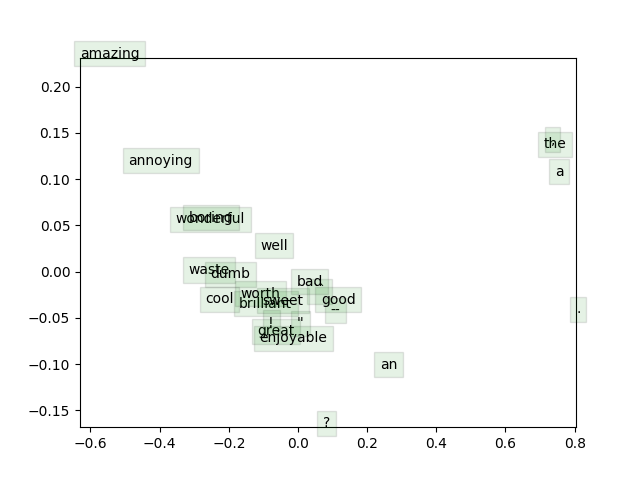 amazing
0.20
0.15
the
annoying
0.10
a
0.05
boring
wonderful
well
0.00
waste
dumb
bad
worth
cool
sweet
good
brilliant
--
.
−0.05
!
"
great
enjoyable
−0.10
an
−0.15
?
−0.6
−0.4
−0.2
0.0
0.2
0.4
0.6
0.8